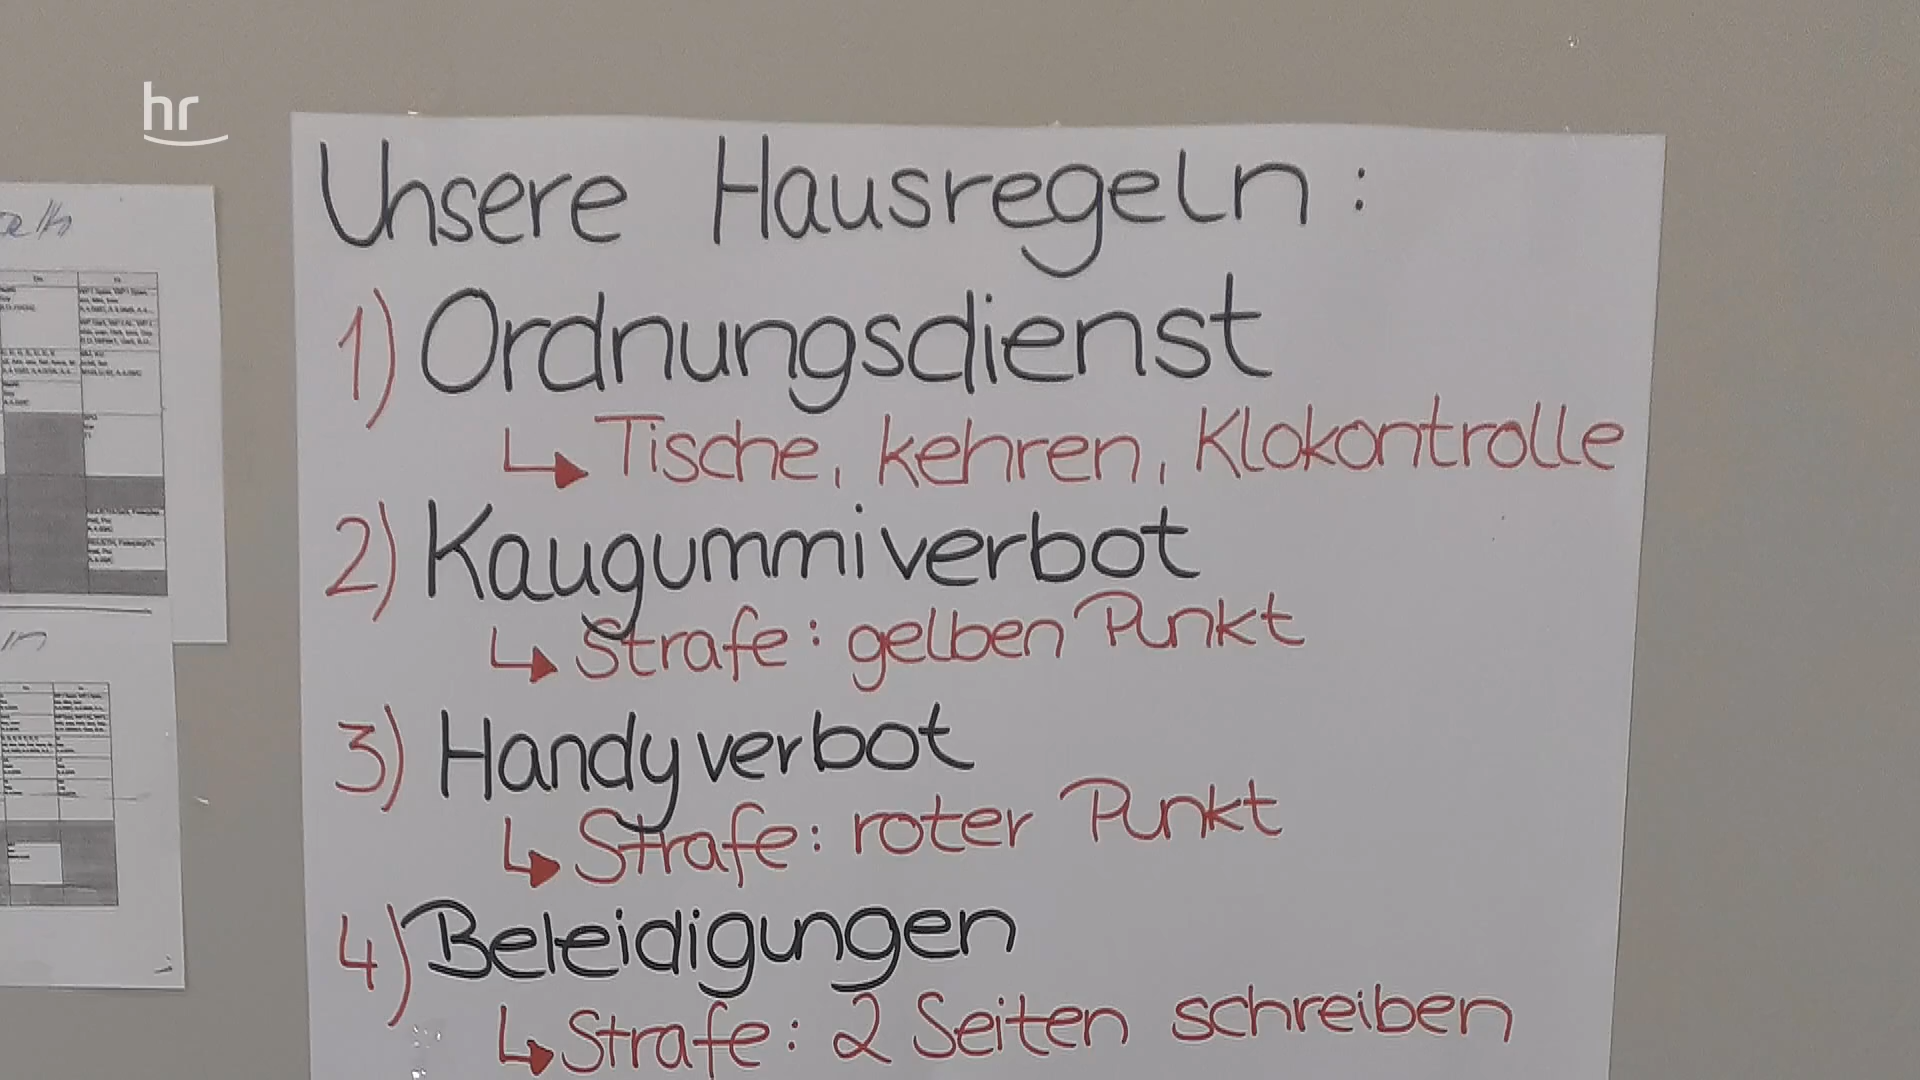 hr
Unsere Hausregeln:
1) Ordnungsdienst
↳ Tische, kehren, Klokontrolle
2) Kaugummiverbot
↳ Strafe: gelben Punkt
3) Handyverbot
↳ Strafe: roter Punkt
4) Beleidigungen
↳ Strafe: 2 Seiten schreiben